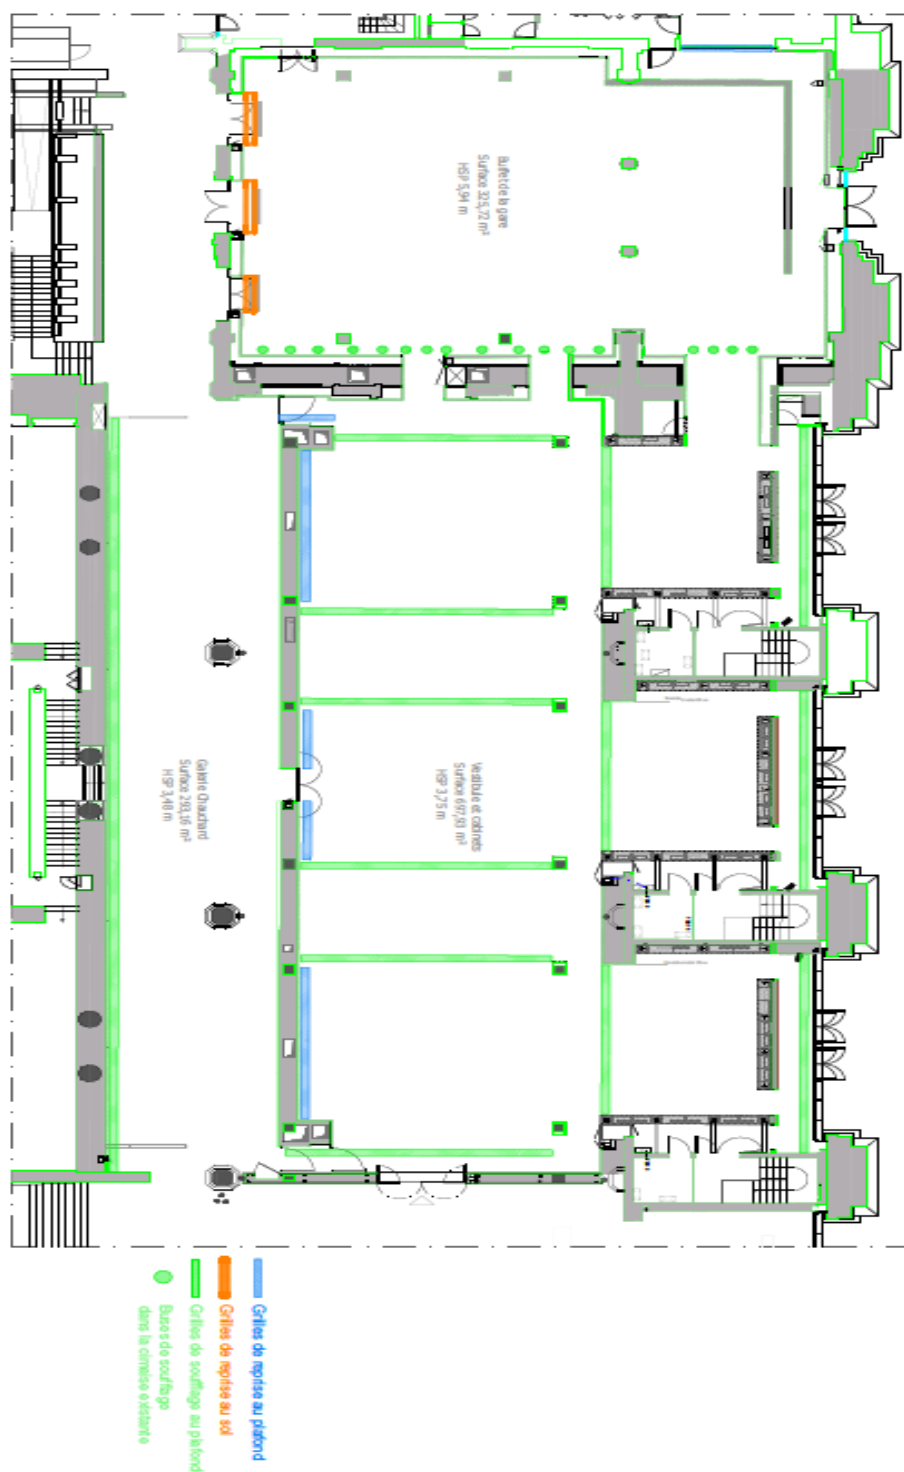 Buffet de la gare
Surface 325,72 m²
HSP 5,94 m
Galerie Chauchard
Surface 293,16 m²
HSP 3,48 m
Vestibule et cabinets
Surface 697,93 m²
HSP 3,75 m
Grilles de reprise au plafond
Grilles de reprise au sol
Grilles de soufflage au plafond
Buses de soufflage
dans la cimaise existante